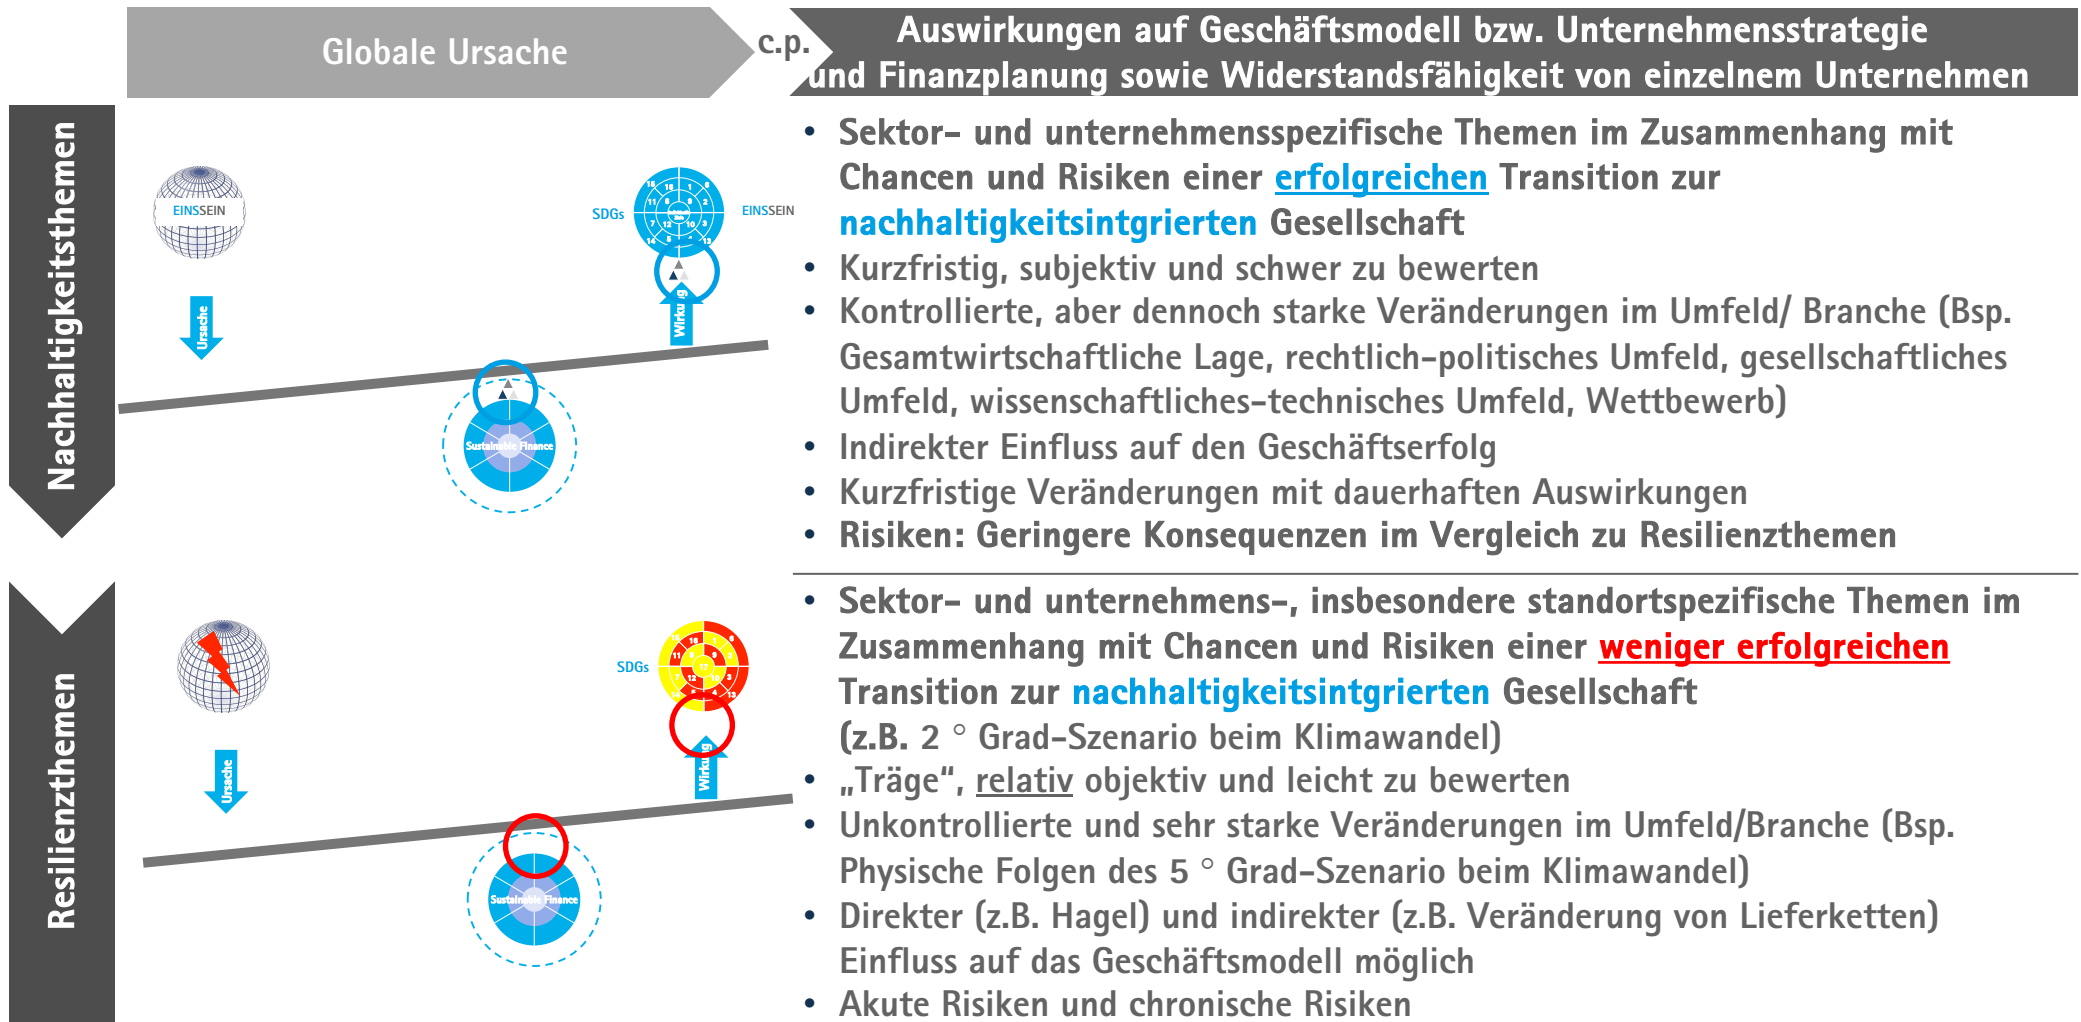 Globale Ursache
c.p.
Auswirkungen auf Geschäftsmodell bzw. Unternehmensstrategie
und Finanzplanung sowie Widerstandsfähigkeit von einzelnem Unternehmen
Nachhaltigkeitsthemen
EINSSEIN
Ursache
SDGs
EINSSEIN
Wirkung
Sustainable Finance
• Sektor- und unternehmensspezifische Themen im Zusammenhang mit
Chancen und Risiken einer erfolgreichen Transition zur
nachhaltigkeitsintgrierten Gesellschaft
• Kurzfristig, subjektiv und schwer zu bewerten
• Kontrollierte, aber dennoch starke Veränderungen im Umfeld/ Branche (Bsp.
Gesamtwirtschaftliche Lage, rechtlich-politisches Umfeld, gesellschaftliches
Umfeld, wissenschaftliches-technisches Umfeld, Wettbewerb)
• Indirekter Einfluss auf den Geschäftserfolg
• Kurzfristige Veränderungen mit dauerhaften Auswirkungen
• Risiken: Geringere Konsequenzen im Vergleich zu Resilienzthemen
Resilienzthemen
Ursache
SDGs
Wirkung
Sustainable Finance
• Sektor- und unternehmens-, insbesondere standortspezifische Themen im
Zusammenhang mit Chancen und Risiken einer weniger erfolgreichen
Transition zur nachhaltigkeitsintgrierten Gesellschaft
(z.B. 2 ° Grad-Szenario beim Klimawandel)
• „Träge“, relativ objektiv und leicht zu bewerten
• Unkontrollierte und sehr starke Veränderungen im Umfeld/Branche (Bsp.
Physische Folgen des 5 ° Grad-Szenario beim Klimawandel)
• Direkter (z.B. Hagel) und indirekter (z.B. Veränderung von Lieferketten)
Einfluss auf das Geschäftsmodell möglich
• Akute Risiken und chronische Risiken